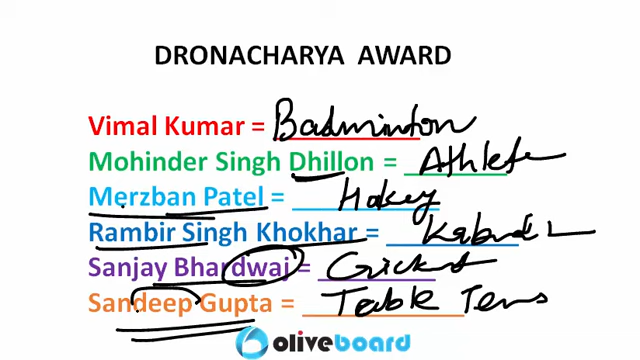 DRONACHARYA AWARD
Vimal Kumar = Badminton
Mohinder Singh Dhillon = Athlete
Merzban Patel = Hokey
Rambir Singh Khokhar =
Sanjay Bhardwaj = Cricket
Sandeep Gupta = Table
oliveboard